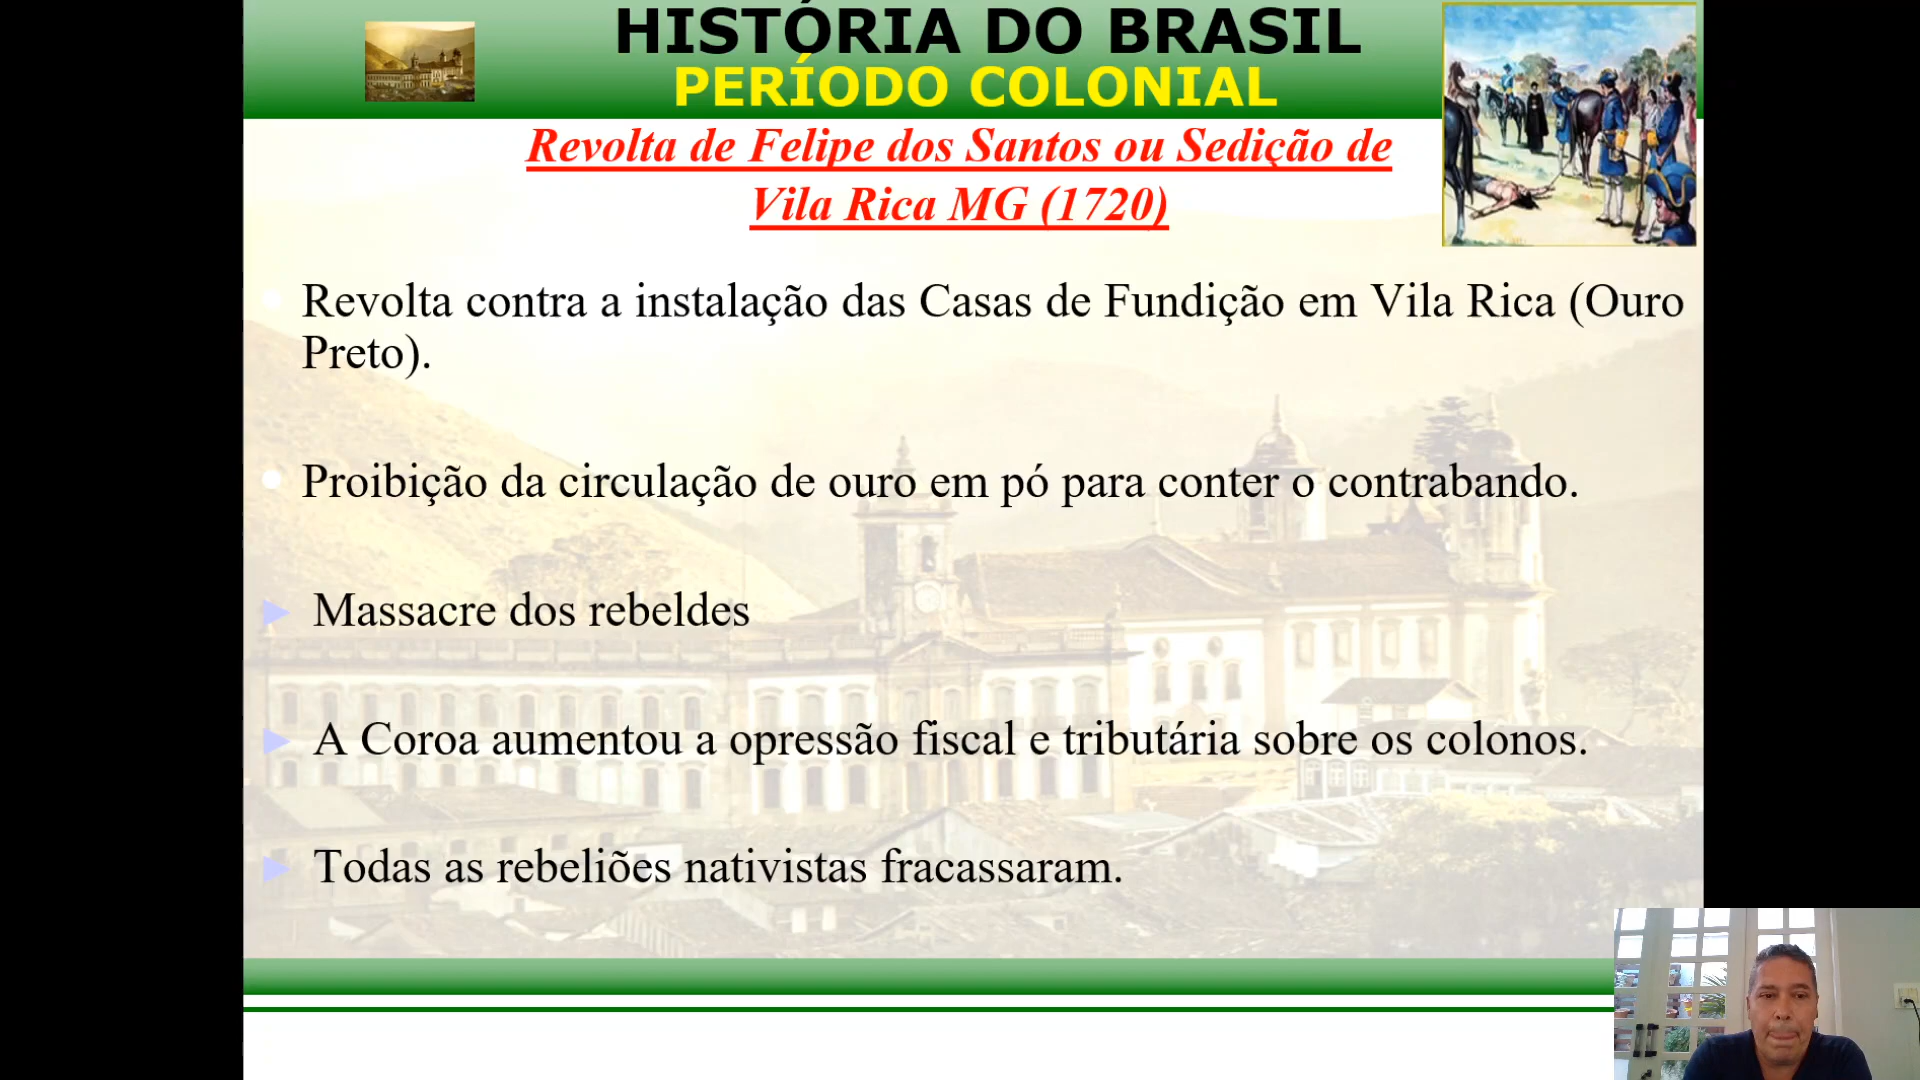 HISTÓRIA DO BRASIL
PERÍODO COLONIAL
Revolta de Felipe dos Santos ou Sedição de
Vila Rica MG (1720)
Revolta contra a instalação das Casas de Fundição em Vila Rica (Ouro
Preto).
Proibição da circulação de ouro em pó para conter o contrabando.
Massacre dos rebeldes
A Coroa aumentou a opressão fiscal e tributária sobre os colonos.
Todas as rebeliões nativistas fracassaram.